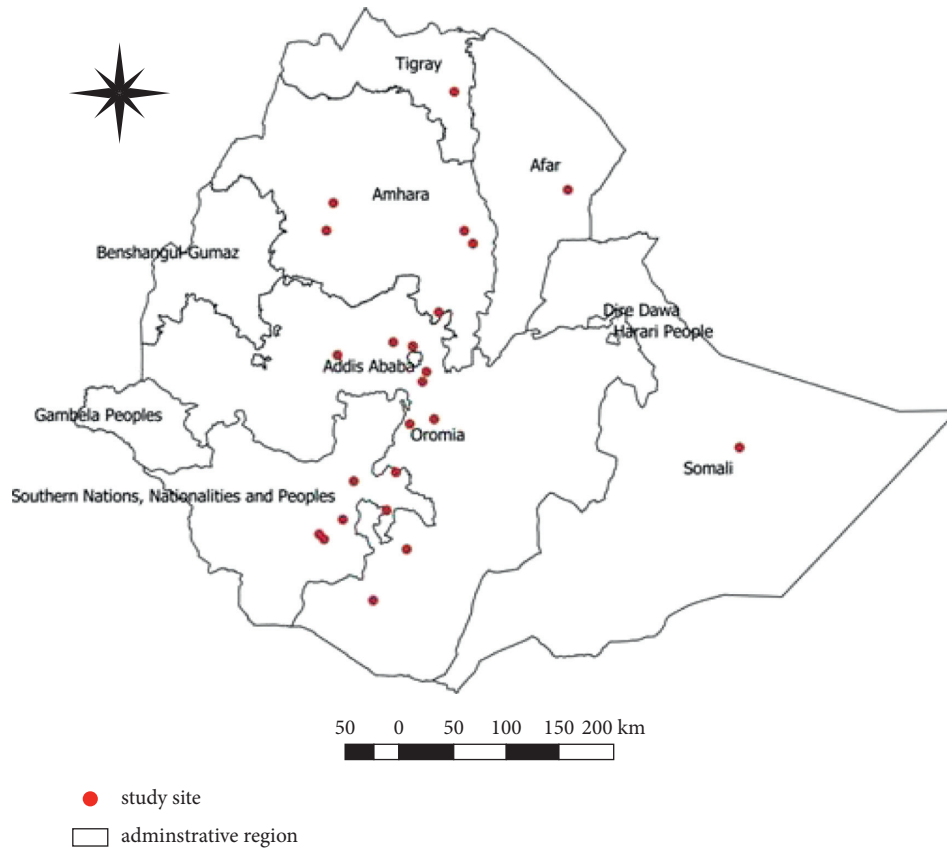 Tigray
Afar
Amhara
Benshangul-Gumaz
Dire Dawa
Harari People
Addis Ababa
Gambela Peoples
Oromia
Somali
Southern Nations, Nationalities and Peoples
50 0 50 100 150 200 km
study site
adminstrative region